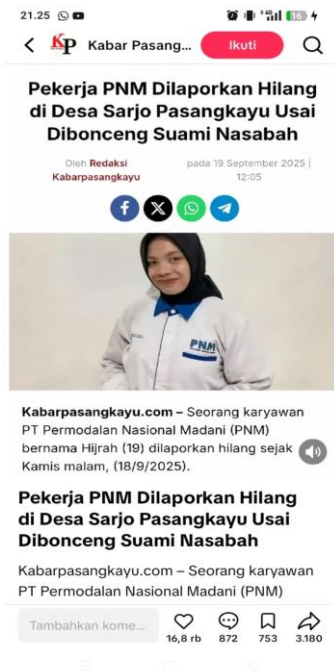 21.25
16
KP Kabar Pasang... Ikuti
Pekerja PNM Dilaporkan Hilang
di Desa Sarjo Pasangkayu Usai
Dibonceng Suami Nasabah
Oleh Redaksi
Kabarpasangkayu
pada 19 September 2025 |
12:05
PNM
Kabarpasangkayu.com – Seorang karyawan
PT Permodalan Nasional Madani (PNM)
bernama Hijrah (19) dilaporkan hilang sejak
Kamis malam, (18/9/2025).
Pekerja PNM Dilaporkan Hilang
di Desa Sarjo Pasangkayu Usai
Dibonceng Suami Nasabah
Kabarpasangkayu.com – Seorang karyawan
PT Permodalan Nasional Madani (PNM)
Tambahkan kome...
16,8 rb 872 753 3.180